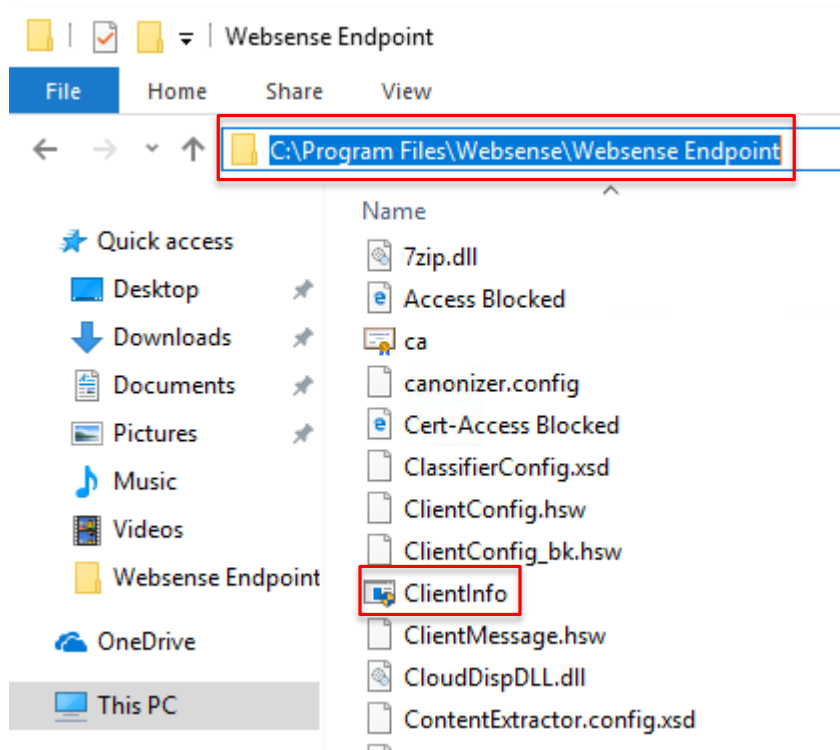 Websense Endpoint
File Home Share View
C:\Program Files\Websense\Websense Endpoint
Quick access
Desktop
Downloads
Documents
Pictures
Music
Videos
Websense Endpoint
OneDrive
This PC
Name
7zip.dll
Access Blocked
ca
canonizer.config
Cert-Access Blocked
ClassifierConfig.xsd
ClientConfig.hsw
ClientConfig_bk.hsw
ClientInfo
ClientMessage.hsw
CloudDispDLL.dll
ContentExtractor.config.xsd